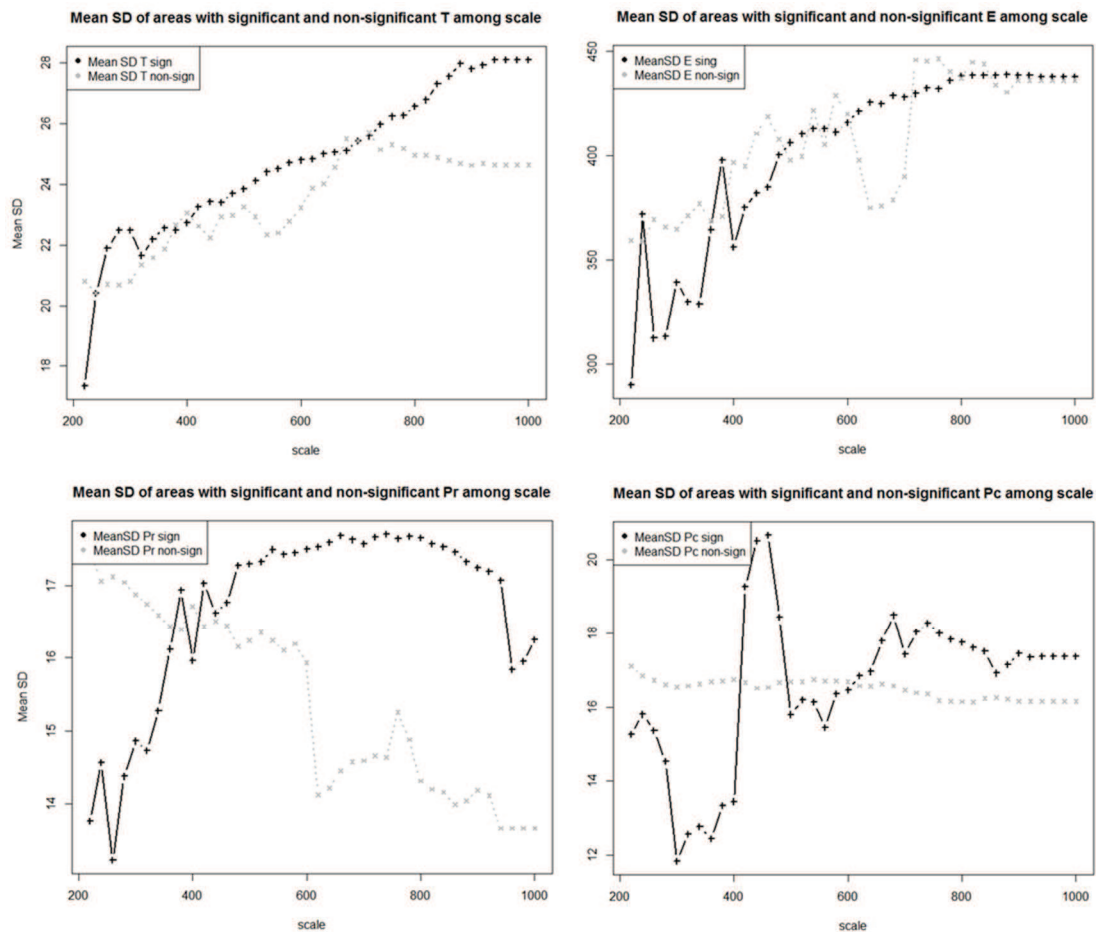 Mean SD of areas with significant and non-significant T among scale
Mean SD T sign
Mean SD T non-sign
Mean SD
28
26
24
22
20
18
200 400 600 800 1000
scale
Mean SD of areas with significant and non-significant E among scale
MeanSD E sing
MeanSD E non-sign
450
400
350
300
200 400 600 800 1000
scale
Mean SD of areas with significant and non-significant Pr among scale
MeanSD Pr sign
MeanSD Pr non-sign
Mean SD
17
16
15
14
200 400 600 800 1000
scale
Mean SD of areas with significant and non-significant Pc among scale
MeanSD Pc sign
MeanSD Pc non-sign
20
18
16
14
12
200 400 600 800 1000
scale